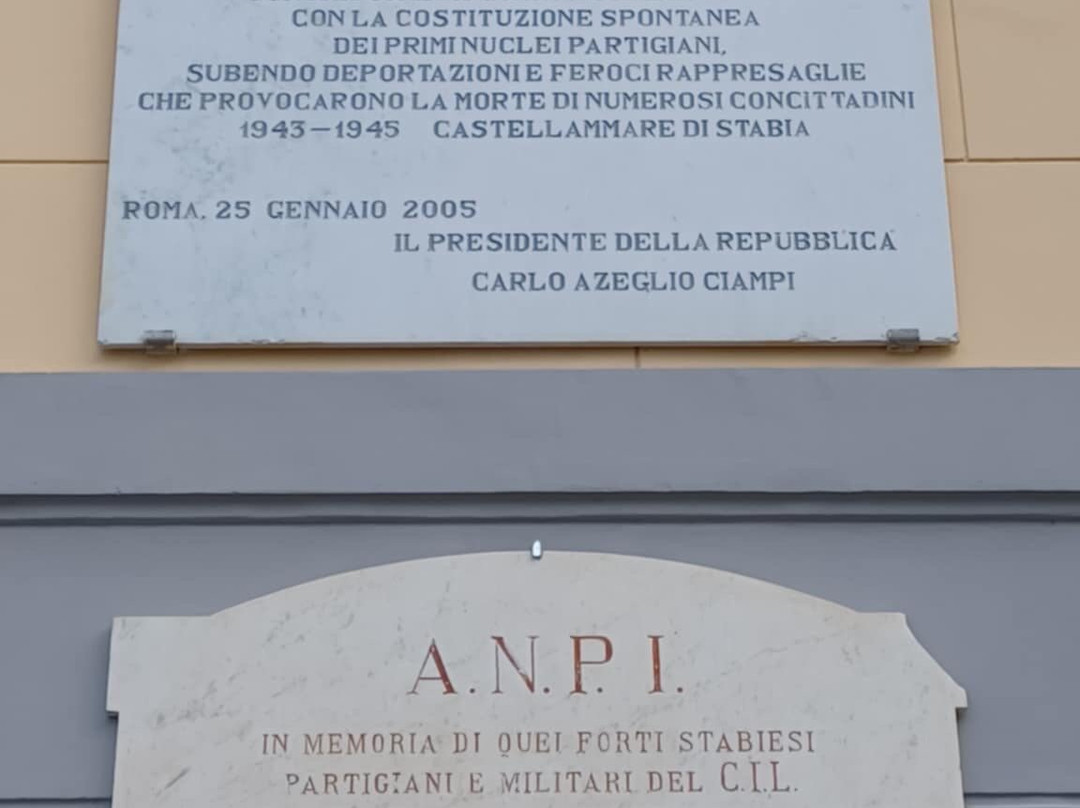 CON LA COSTITUZIONE SPONTANEA
DEI PRIMI NUCLEI PARTIGIANI,
SUBENDO DEPORTAZIONI E FEROCI RAPPRESAGLIE
CHE PROVOCARONO LA MORTE DI NUMEROSI CONCITTADINI
1943-1945 CASTELLAMMARE DI STABIA
ROMA, 25 GENNAIO 2005
IL PRESIDENTE DELLA REPUBBLICA
CARLO AZEGLIO CIAMPI
A.N.P.I.
IN MEMORIA DI QUEI FORTI STABIESI
PARTIGIANI E MILITARI DEL C.I.L.